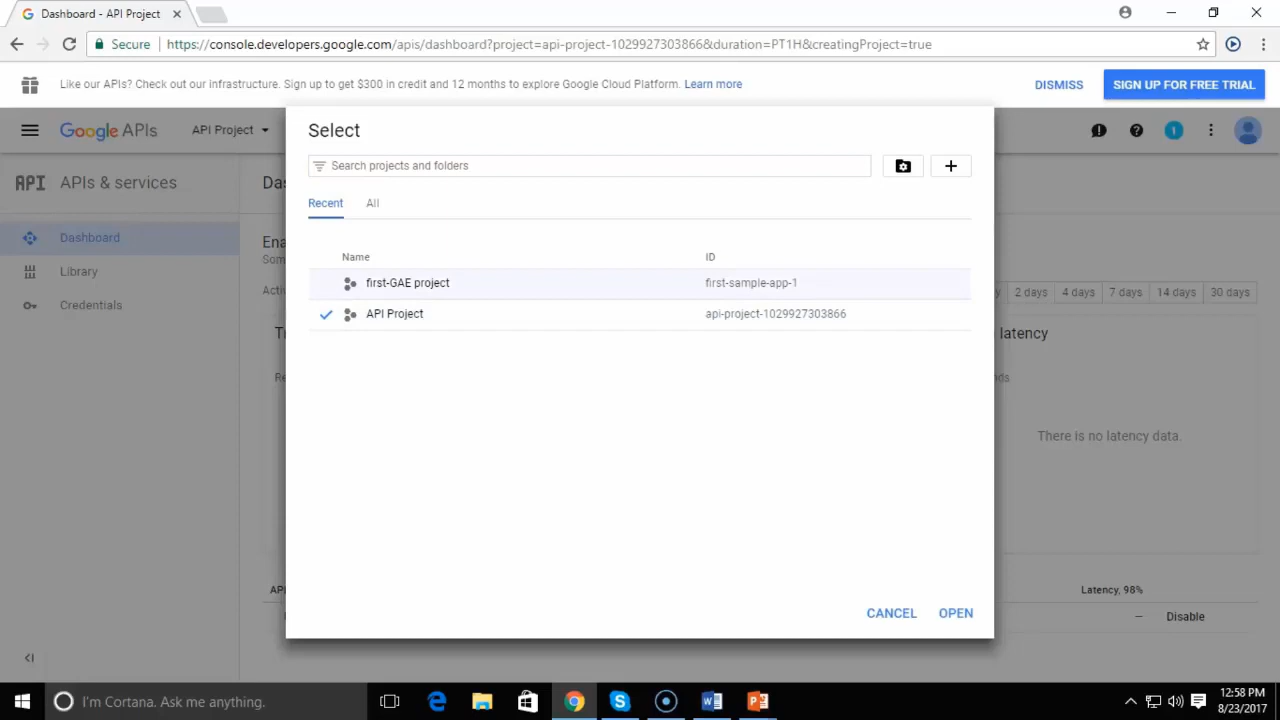 Dashboard - API Project
Secure https://console.developers.google.com/apis/dashboard?project=api-project-1029927303866&duration=PT1H&creatingProject=true
Like our APIs? Check out our infrastructure. Sign up to get $300 in credit and 12 months to explore Google Cloud Platform. Learn more DISMISS SIGN UP FOR FREE TRIAL
Google APIs API Project
API APIs & services
Dashboard
Library
Credentials
Select
Search projects and folders
Recent All
Name ID
first-GAE project first-sample-app-1
API Project api-project-1029927303866
CANCEL OPEN
2 days 4 days 7 days 14 days 30 days
latency
There is no latency data.
Latency, 98%
– Disable
I'm Cortana. Ask me anything.
12:58 PM
8/23/2017